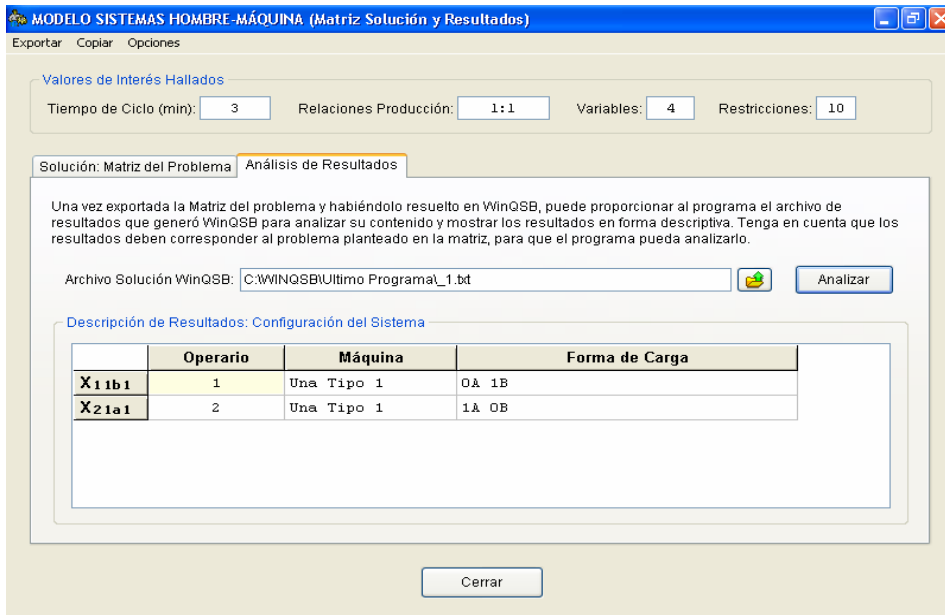 MODELO SISTEMAS HOMBRE-MÁQUINA (Matriz Solución y Resultados)
Exportar Copiar Opciones
Valores de Interés Hallados
Tiempo de Ciclo (min): 3 Relaciones Producción: 1:1 Variables: 4 Restricciones: 10
Solución: Matriz del Problema Análisis de Resultados
Una vez exportada la Matriz del problema y habiéndolo resuelto en WinQSB, puede proporcionar al programa el archivo de
resultados que generó WinQSB para analizar su contenido y mostrar los resultados en forma descriptiva. Tenga en cuenta que los
resultados deben corresponder al problema planteado en la matriz, para que el programa pueda analizarlo.
Archivo Solución WinQSB: C:\WINQSB\Ultimo Programa\_1.txt Analizar
Descripción de Resultados: Configuración del Sistema
Operario Máquina Forma de Carga
X11b1 1 Una Tipo 1 0A 1B
X21a1 2 Una Tipo 1 1A 0B
Cerrar